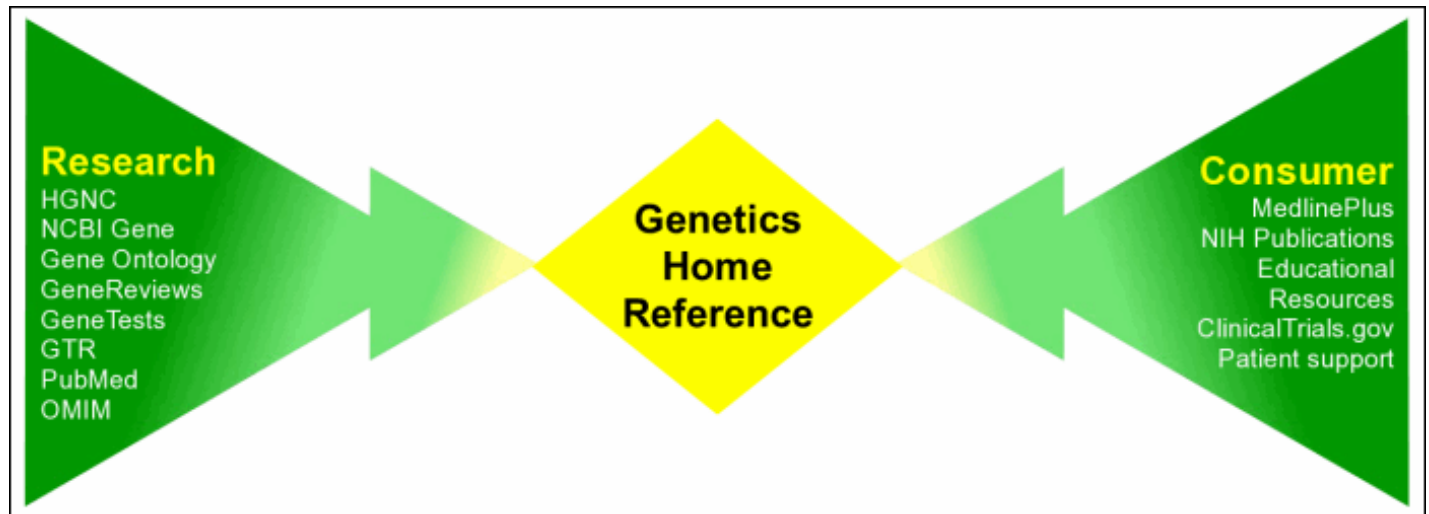 Research
HGNC
NCBI Gene
Gene Ontology
GeneReviews
GeneTests
GTR
PubMed
OMIM
Genetics
Home
Reference
Consumer
MedlinePlus
NIH Publications
Educational
Resources
ClinicalTrials.gov
Patient support